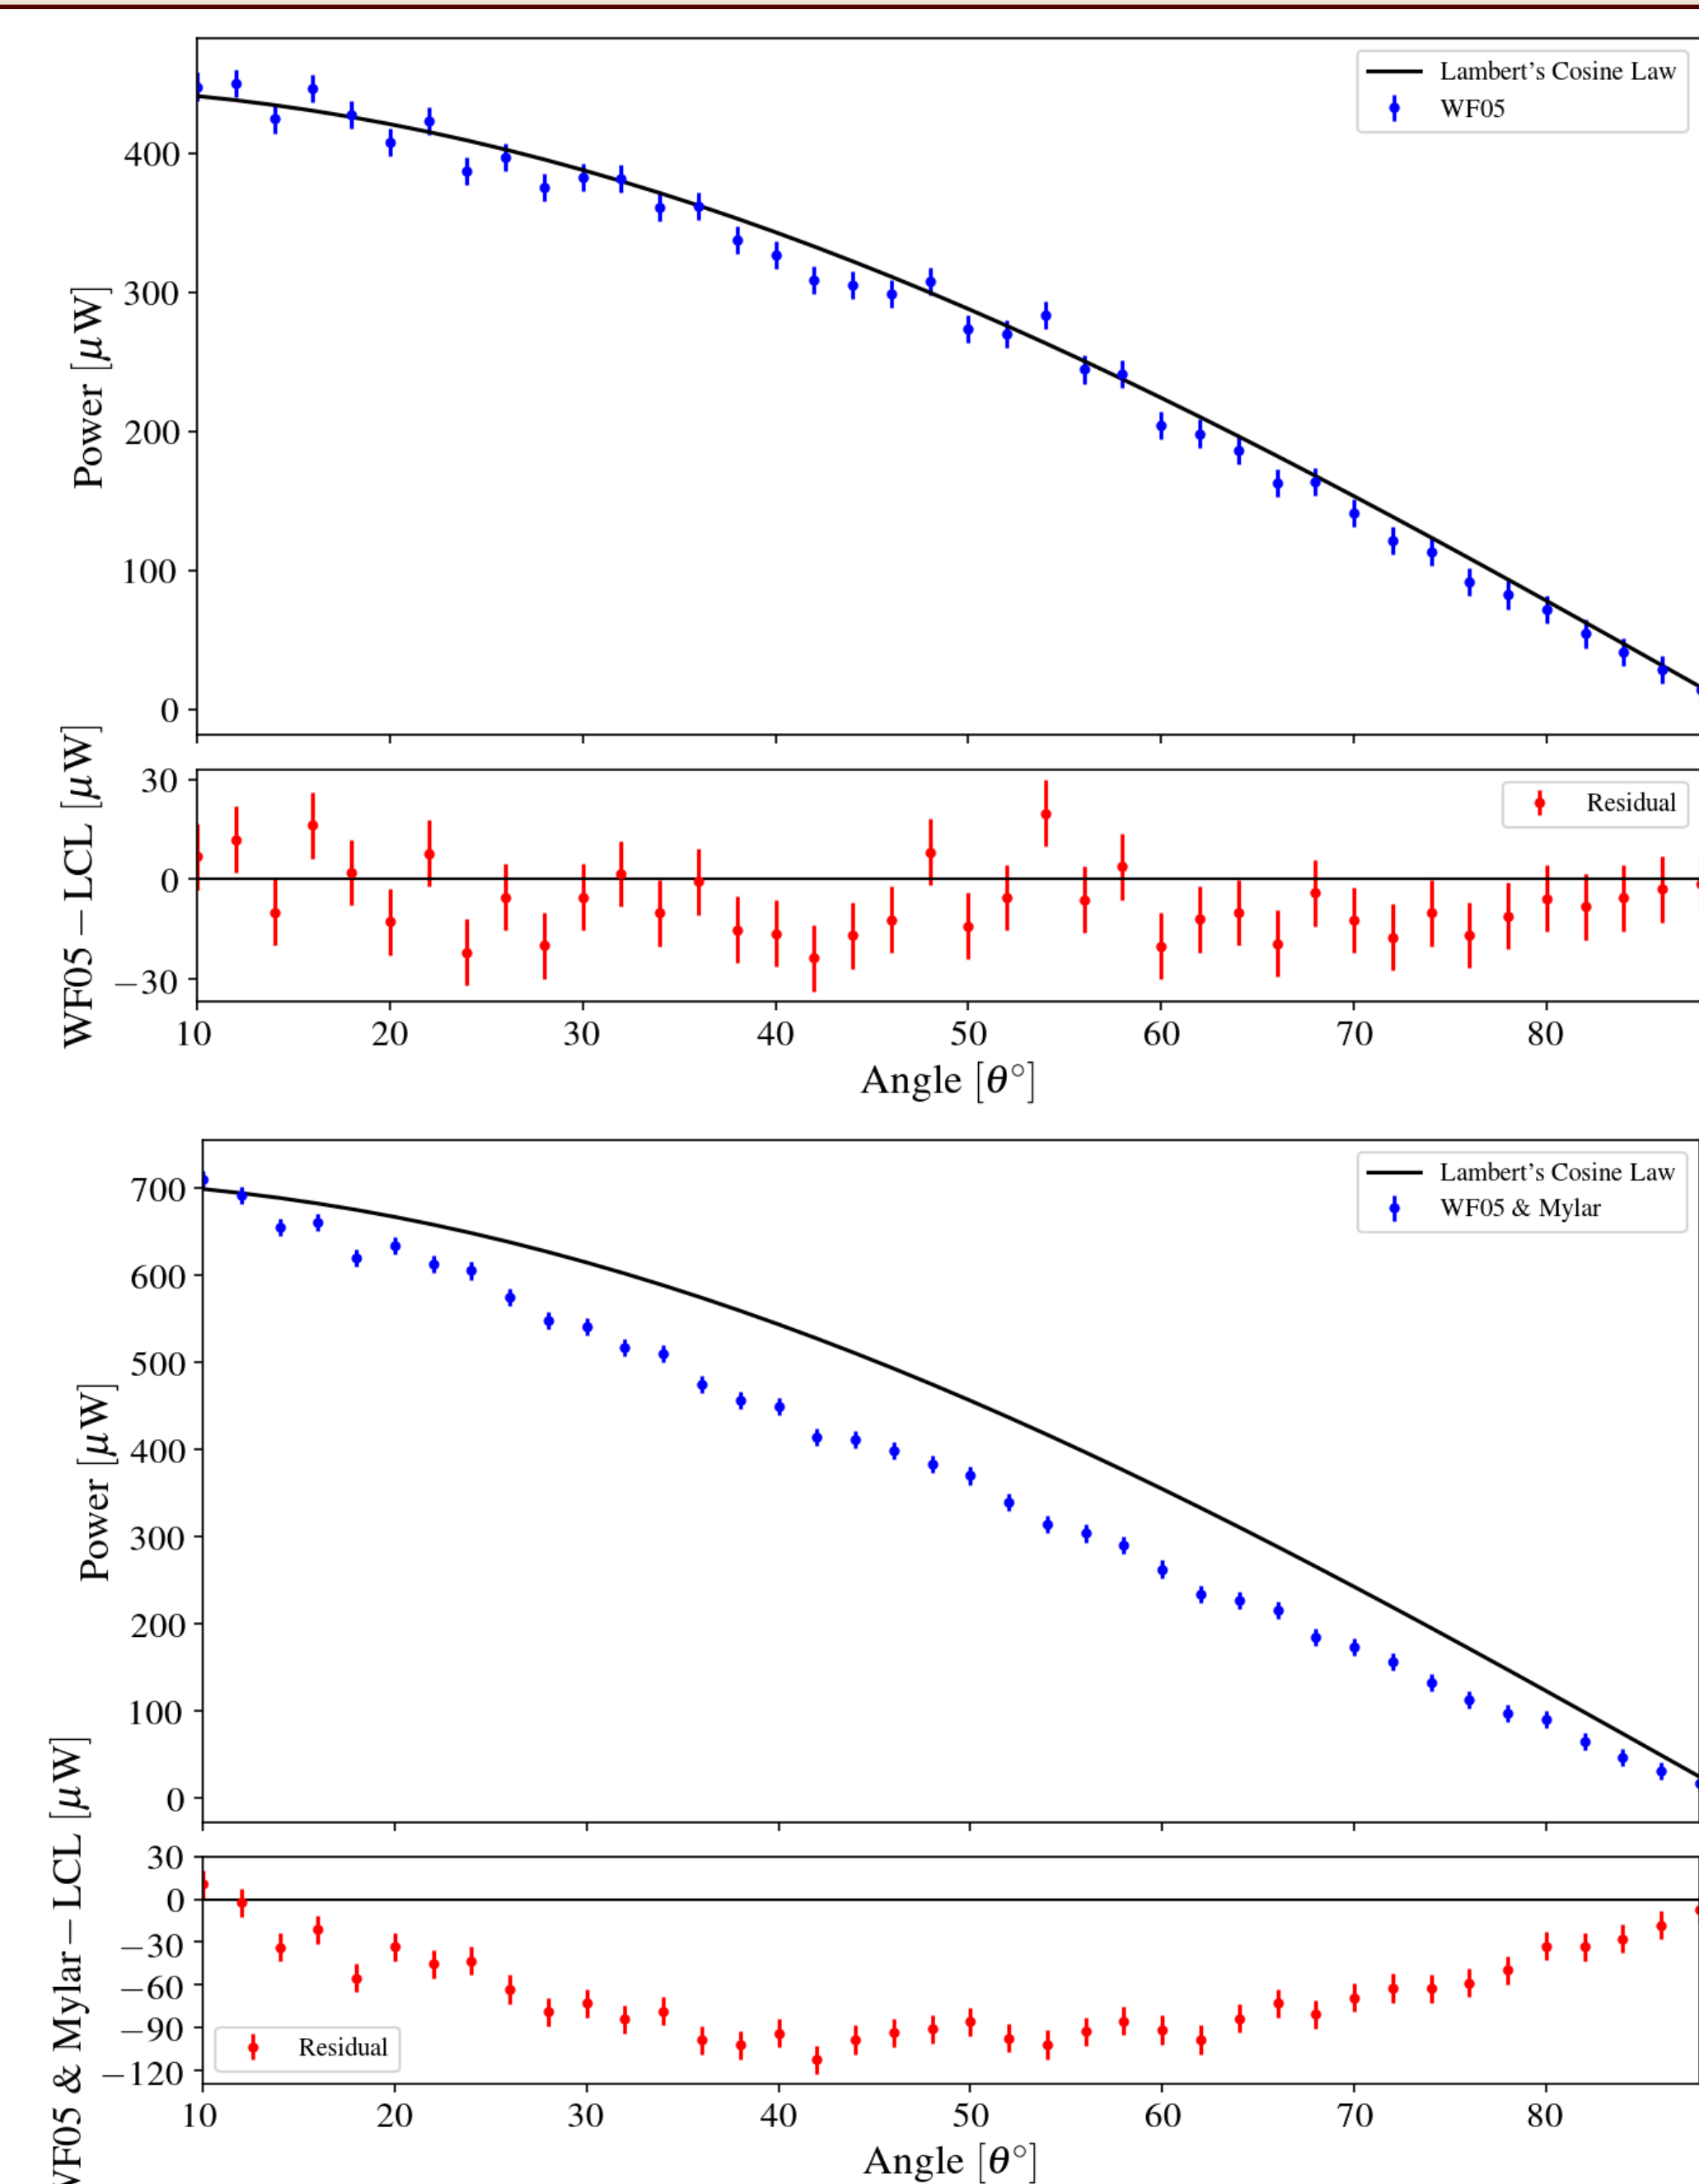 Lambert's Cosine Law
WF05
Power [μW]
400
300
200
100
0
WF05 − LCL [μW]
Residual
30
0
−30
10 20 30 40 50 60 70 80
Angle [θ°]
Lambert's Cosine Law
WF05 & Mylar
Power [μW]
700
600
500
400
300
200
100
0
WF05 & Mylar − LCL [μW]
30
0
−30
−60
−90
−120
Residual
10 20 30 40 50 60 70 80
Angle [θ°]